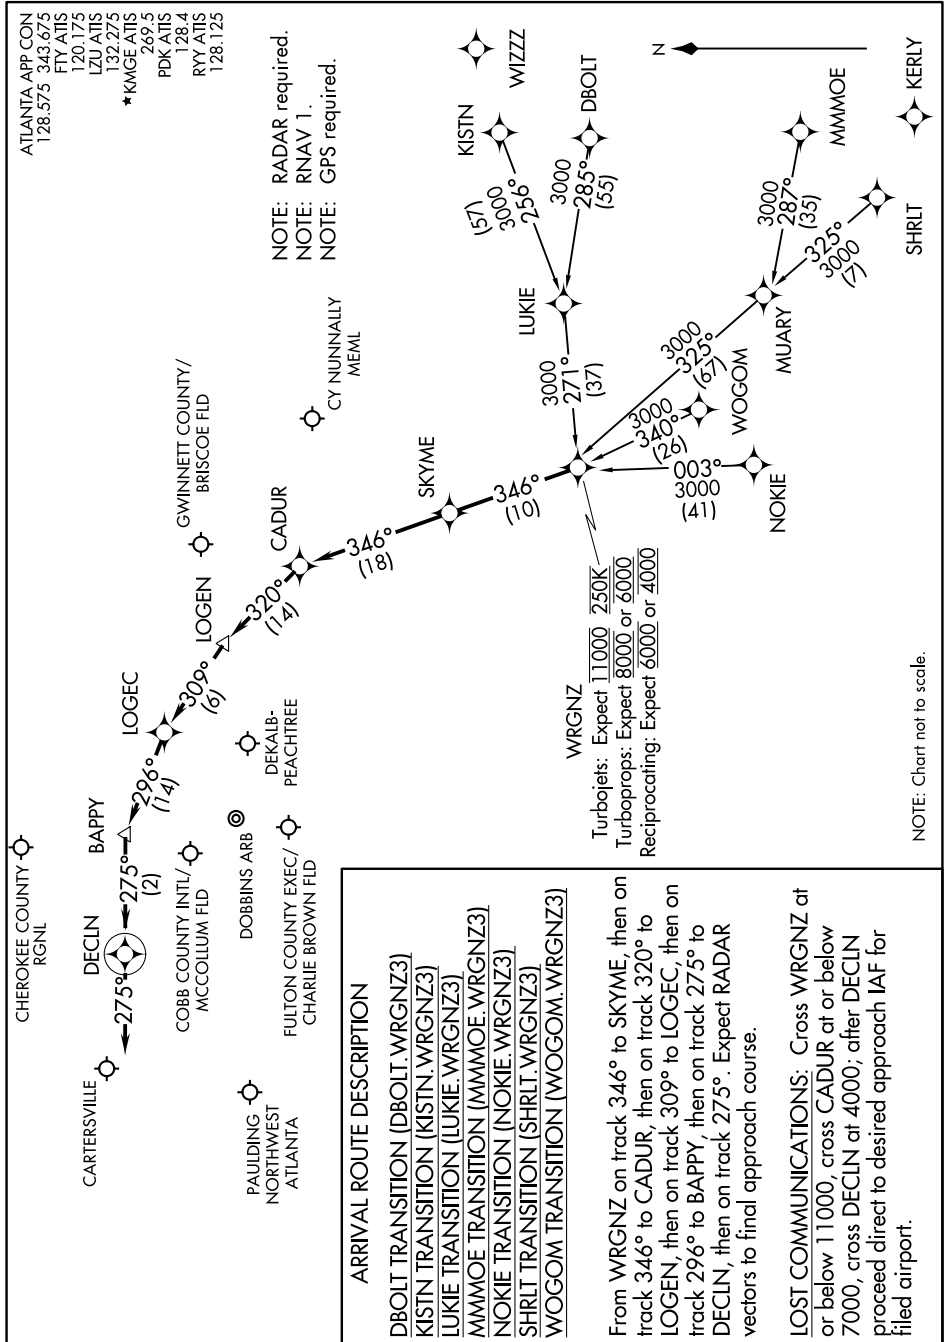 ATLANTA APP CON
128.575 343.675
FTY ATIS
120.175
LZU ATIS
132.275
★KMGE ATIS
269.5
PDK ATIS
128.4
RYY ATIS
128.125
NOTE: RADAR required.
NOTE: RNAV 1.
NOTE: GPS required.
CHEROKEE COUNTY
RGNL
CARTERSVILLE
275°
DECLN
275°
(2)
BAPPY
296°
(14)
LOGEC
309°
(6)
LOGEN
320°
(14)
CADUR
346°
(18)
SKYME
346°
(10)
GWINNETT COUNTY/
BRISCOE FLD
CY NUNNALLY
MEML
COBB COUNTY INTL/
MCCOLLUM FLD
DOBBINS ARB
DEKALB-
PEACHTREE
FULTON COUNTY EXEC/
CHARLIE BROWN FLD
PAULDING
NORTHWEST
ATLANTA
KISTN
WIZZZ
(57)
3000
256°
DBOLT
3000
285°
(55)
LUKIE
3000
271°
(37)
N
MMMOE
3000
287°
(35)
KERLY
SHRLT
325°
3000
(7)
MUARY
3000
325°
(67)
WOGOM
3000
340°
(26)
NOKIE
003°
3000
(41)
WRGNZ
Turbojets: Expect 11000 250K
Turboprops: Expect 8000 or 6000
Reciprocating: Expect 6000 or 4000
NOTE: Chart not to scale.
ARRIVAL ROUTE DESCRIPTION
DBOLT TRANSITION (DBOLT.WRGNZ3)
KISTN TRANSITION (KISTN.WRGNZ3)
LUKIE TRANSITION (LUKIE.WRGNZ3)
MMMOE TRANSITION (MMMOE.WRGNZ3)
NOKIE TRANSITION (NOKIE.WRGNZ3)
SHRLT TRANSITION (SHRLT.WRGNZ3)
WOGOM TRANSITION (WOGOM.WRGNZ3)
From WRGNZ on track 346° to SKYME, then on
track 346° to CADUR, then on track 320° to
LOGEN, then on track 309° to LOGEC, then on
track 296° to BAPPY, then on track 275° to
DECLN, then on track 275°. Expect RADAR
vectors to final approach course.
LOST COMMUNICATIONS: Cross WRGNZ at
or below 11000, cross CADUR at or below
7000, cross DECLN at 4000, after DECLN
proceed direct to desired approach IAF for
filed airport.